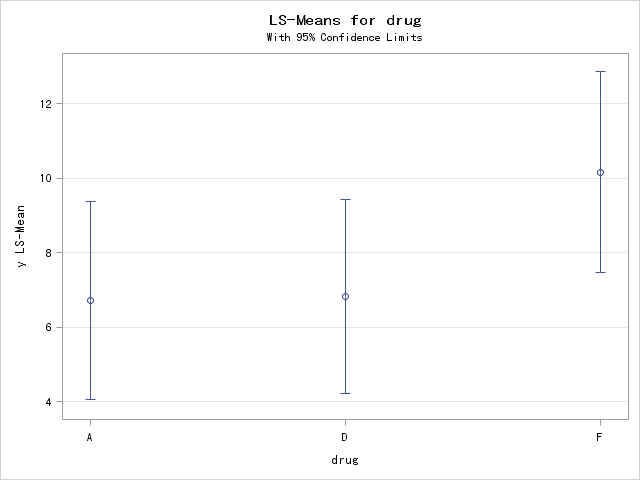 LS-Means for drug
With 95% Confidence Limits
12
10
8
6
4
y LS-Mean
A D F
drug